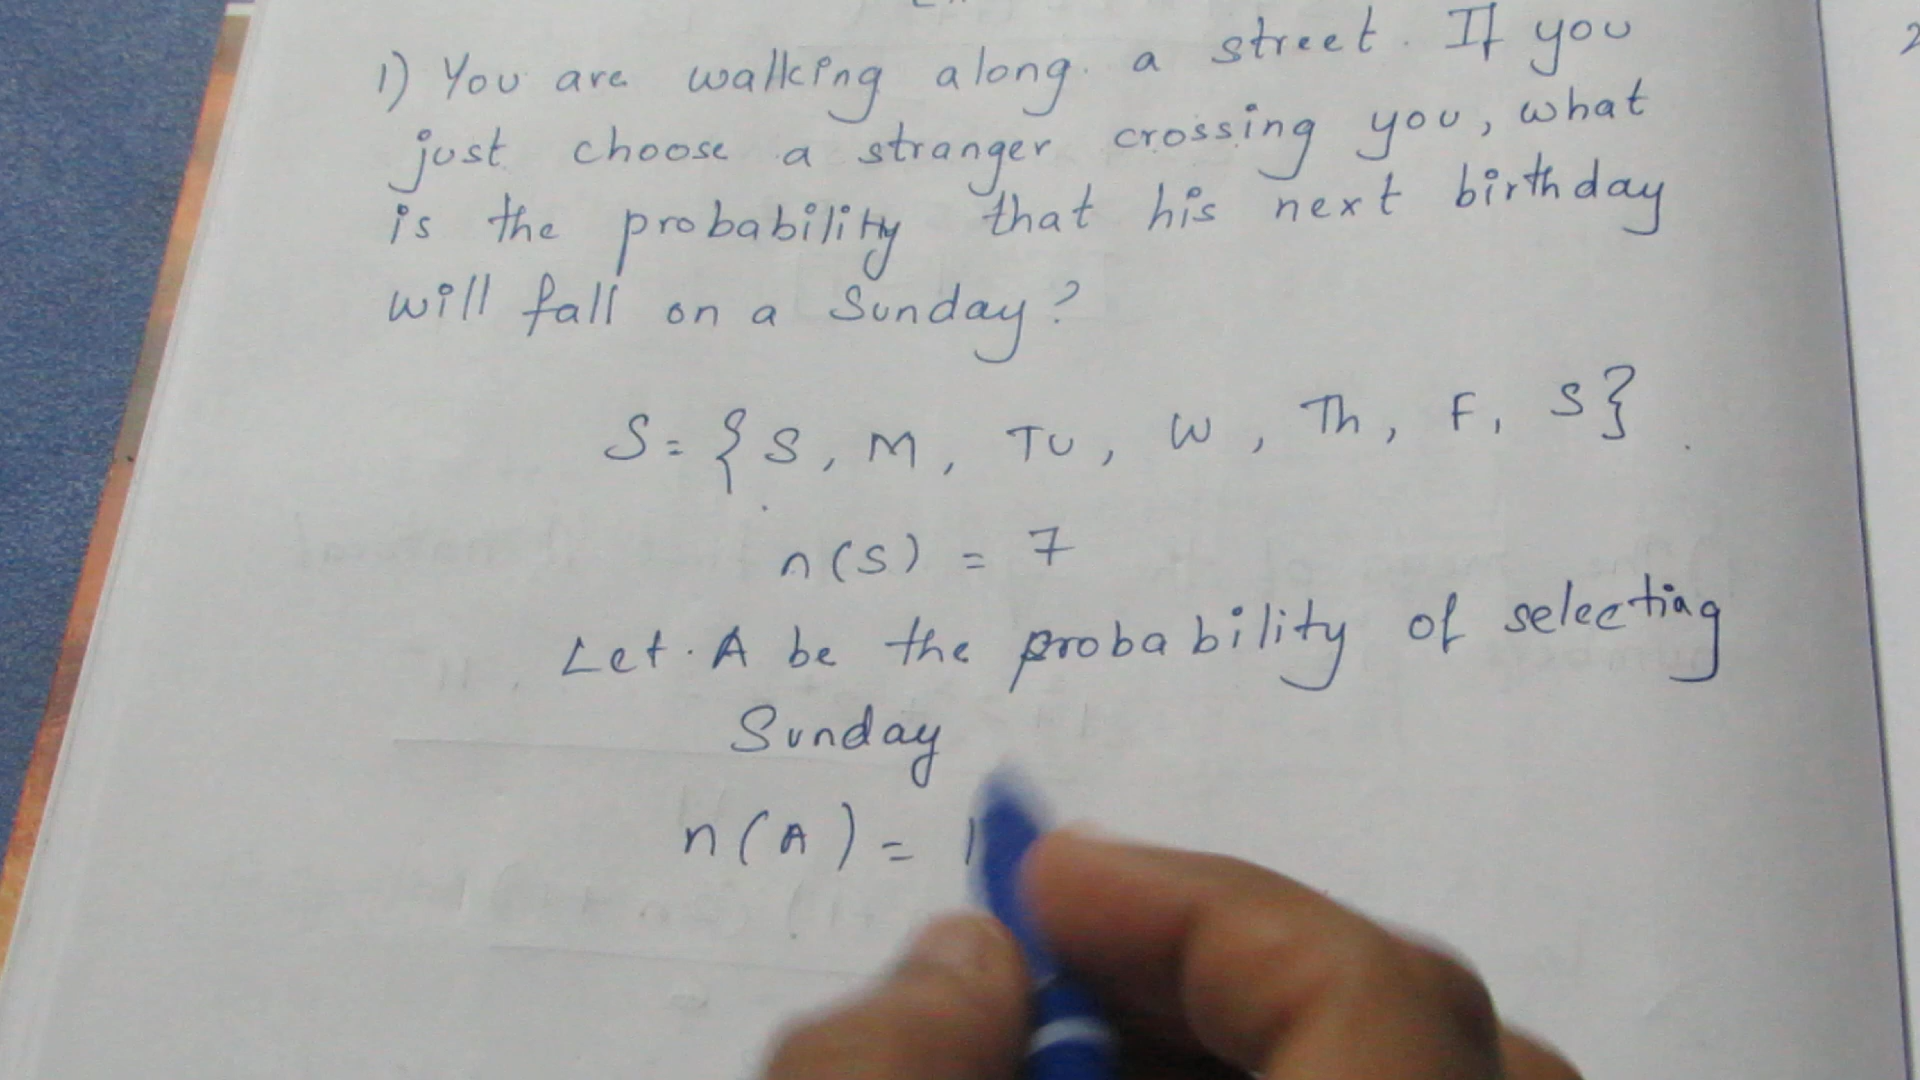 1) You are walking along a street. If you
just choose a stranger crossing you, what
is the probability that his next birthday
will fall on a Sunday?
S = { S, M, TU, W, Th, F, S }
n(S) = 7
Let A be the probability of selecting
Sunday
n(A) = 1
2